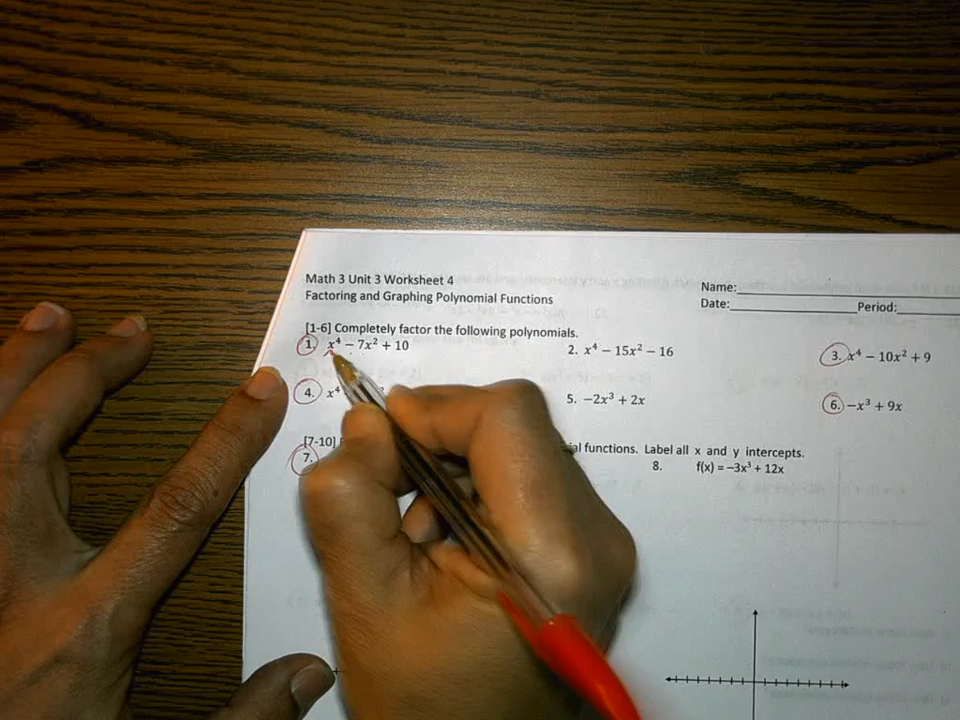 Math 3 Unit 3 Worksheet 4
Factoring and Graphing Polynomial Functions
Name:
Date: Period:
[1-6] Completely factor the following polynomials.
1. x⁴ − 7x² + 10
2. x⁴ − 15x² − 16
3. x⁴ − 10x² + 9
4. x⁴
5. −2x³ + 2x
6. −x³ + 9x
[7-10] functions. Label all x and y intercepts.
7.
8. f(x) = −3x³ + 12x